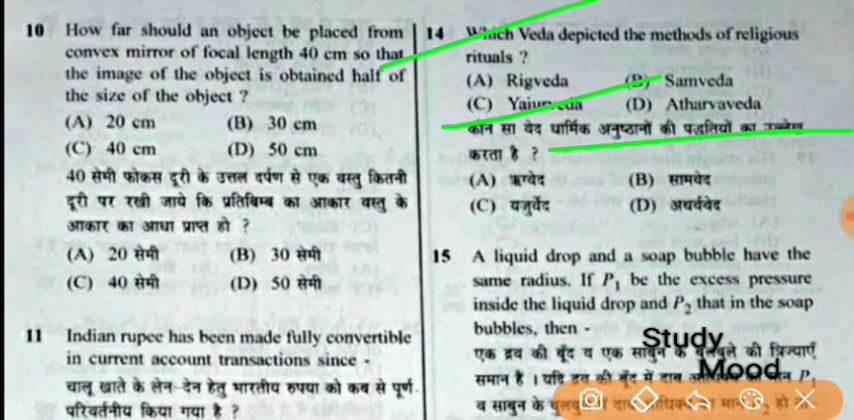 10 How far should an object be placed from
convex mirror of focal length 40 cm so that
the image of the object is obtained half of
the size of the object ?
(A) 20 cm (B) 30 cm
(C) 40 cm (D) 50 cm
40 सेमी फोकस दूरी के उत्तल दर्पण से एक वस्तु कितनी
दूरी पर रखी जाये कि प्रतिबिम्ब का आकार वस्तु के
आकार का आधा प्राप्त हो ?
(A) 20 सेमी (B) 30 सेमी
(C) 40 सेमी (D) 50 सेमी
11 Indian rupee has been made fully convertible
in current account transactions since -
चालू खाते के लेन-देन हेतु भारतीय रुपया को कब से पूर्ण
परिवर्तनीय किया गया है ?
14 Which Veda depicted the methods of religious
rituals ?
(A) Rigveda (B) Samveda
(C) Yajurveda (D) Atharvaveda
कौन सा वेद धार्मिक अनुष्ठानों की पद्धतियों का उल्लेख
करता है ?
(A) ऋग्वेद (B) सामवेद
(C) यजुर्वेद (D) अथर्ववेद
15 A liquid drop and a soap bubble have the
same radius. If P₁ be the excess pressure
inside the liquid drop and P₂ that in the soap
bubbles, then -
एक द्रव की बूँद व एक साबुन के बुलबुले की त्रिज्याएँ
समान है । यदि द्रव की बूँद में दाब P
व साबुन के हो
Study
Mood